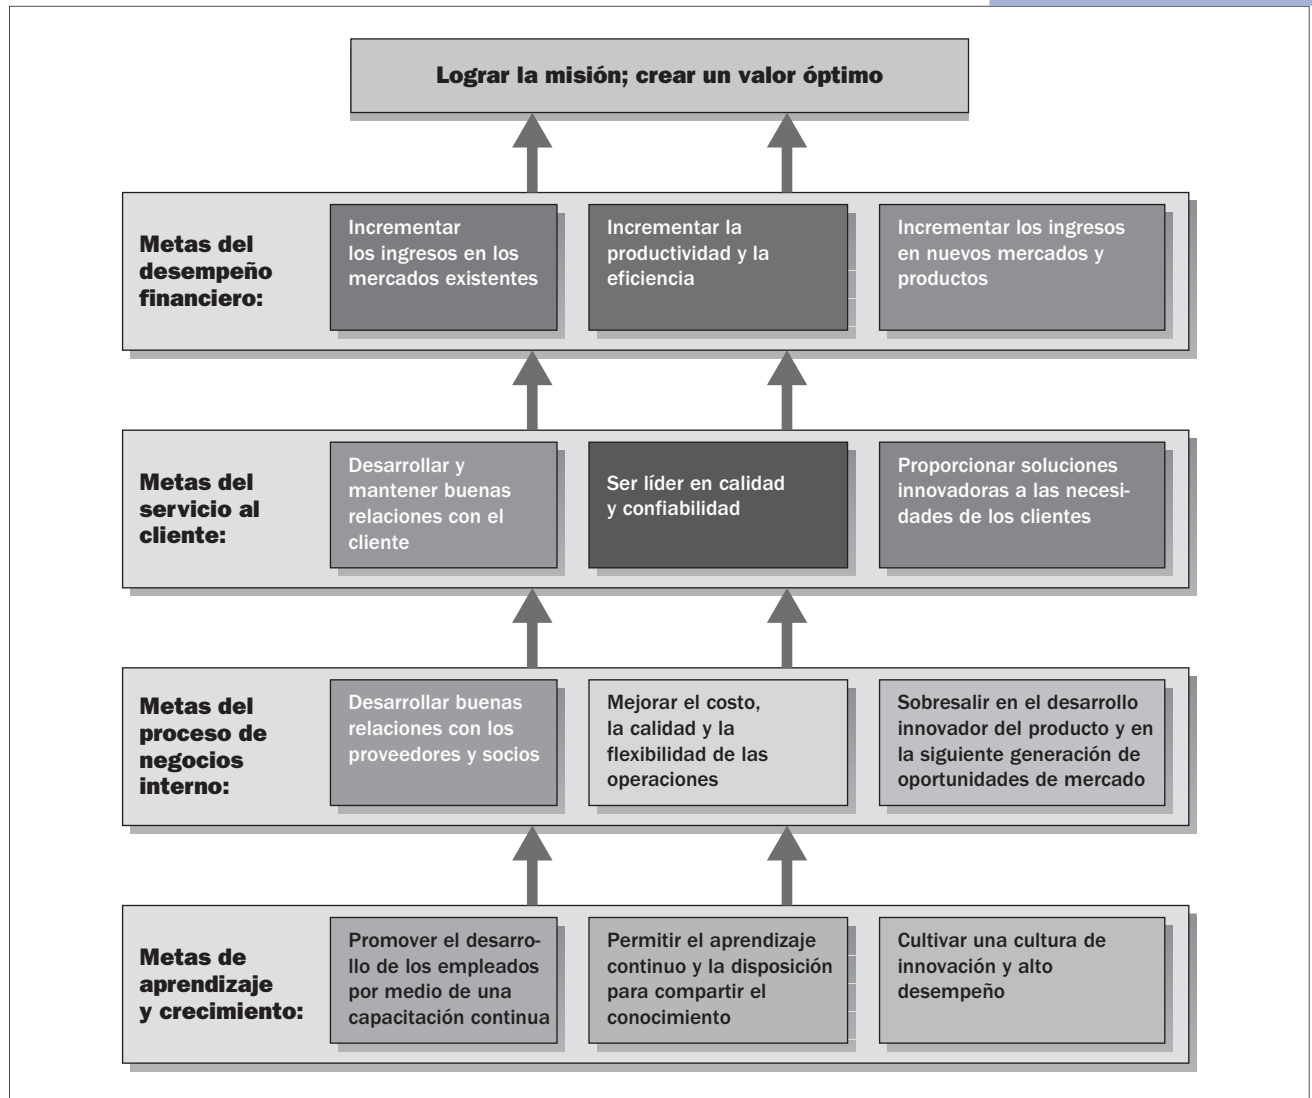 Lograr la misión; crear un valor óptimo
Metas del
desempeño
financiero:
Incrementar
los ingresos en los
mercados existentes
Incrementar la
productividad y la
eficiencia
Incrementar los ingresos
en nuevos mercados y
productos
Metas del
servicio al
cliente:
Desarrollar y
mantener buenas
relaciones con el
cliente
Ser líder en calidad
y confiabilidad
Proporcionar soluciones
innovadoras a las necesi-
dades de los clientes
Metas del
proceso de
negocios
interno:
Desarrollar buenas
relaciones con los
proveedores y socios
Mejorar el costo,
la calidad y la
flexibilidad de las
operaciones
Sobresalir en el desarrollo
innovador del producto y en
la siguiente generación de
oportunidades de mercado
Metas de
aprendizaje
y crecimiento:
Promover el desarro-
llo de los empleados
por medio de una
capacitación continua
Permitir el aprendizaje
continuo y la disposición
para compartir el
conocimiento
Cultivar una cultura de
innovación y alto
desempeño